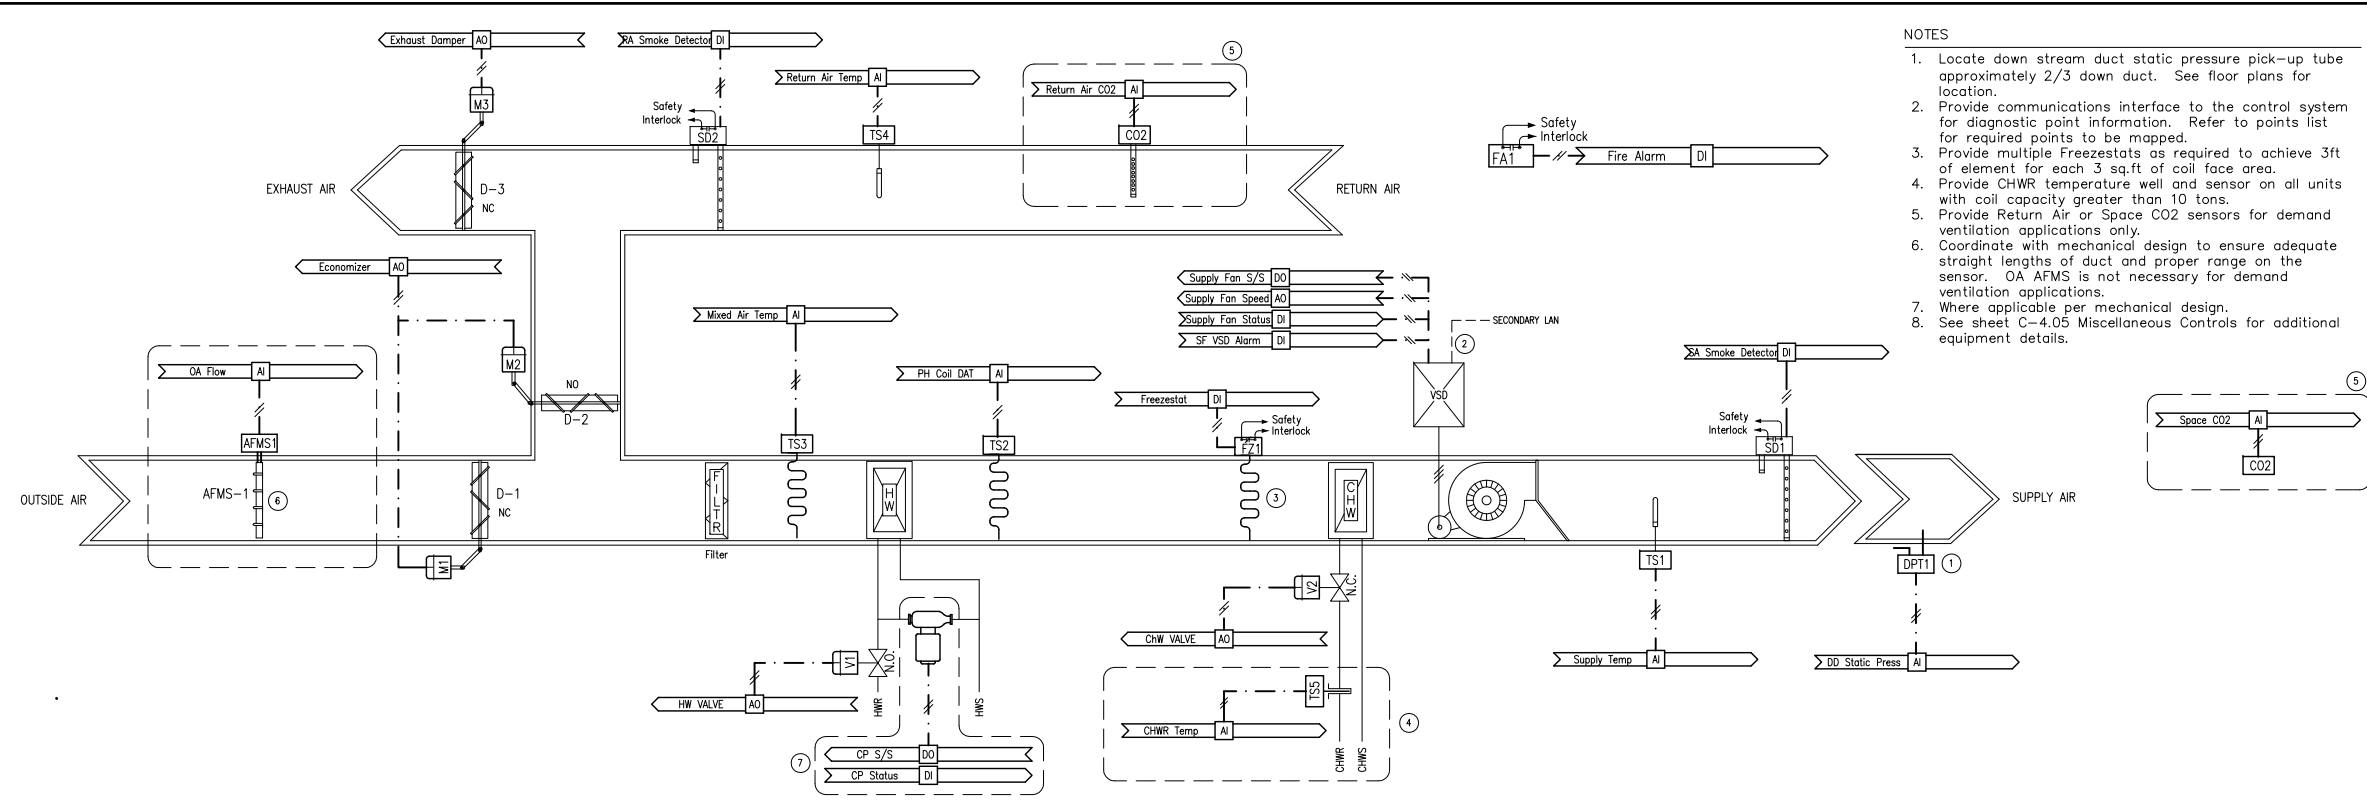 NOTES
1. Locate down stream duct static pressure pick-up tube
approximately 2/3 down duct. See floor plans for
location.
2. Provide communications interface to the control system
for diagnostic point information. Refer to points list
for required points to be mapped.
3. Provide multiple Freezestats as required to achieve 3ft
of element for each 3 sq.ft of coil face area.
4. Provide CHWR temperature well and sensor on all units
with coil capacity greater than 10 tons.
5. Provide Return Air or Space CO2 sensors for demand
ventilation applications only.
6. Coordinate with mechanical design to ensure adequate
straight lengths of duct and proper range on the
sensor. OA AFMS is not necessary for demand
ventilation applications.
7. Where applicable per mechanical design.
8. See sheet C-4.05 Miscellaneous Controls for additional
equipment details.
Exhaust Damper AO
RA Smoke Detector DI
Return Air Temp AI
5
Return Air CO2 AI
M3
Safety
Interlock
SD2
TS4
CO2
Safety
Interlock
FA1
Fire Alarm DI
EXHAUST AIR
D-3
NC
RETURN AIR
Economizer AO
Supply Fan S/S DO
Supply Fan Speed AO
Supply Fan Status DI
SF VSD Alarm DI
SECONDARY LAN
2
Mixed Air Temp AI
M2
OA Flow AI
PH Coil DAT AI
SA Smoke Detector DI
NO
D-2
Freezestat DI
VSD
5
Space CO2 AI
CO2
AFMS1
TS3
TS2
Safety
Interlock
FZ1
Safety
Interlock
SD1
OUTSIDE AIR
AFMS-1
6
D-1
NC
FILTR
HW
3
CHW
SUPPLY AIR
M1
Filter
TS1
DPT1
1
V2
N.C.
ChW VALVE AO
V1
N.O.
Supply Temp AI
DD Static Press AI
HW VALVE AO
HWR
HWS
TS5
CHWR Temp AI
4
CHWR
CHWS
7
CP S/S DO
CP Status DI